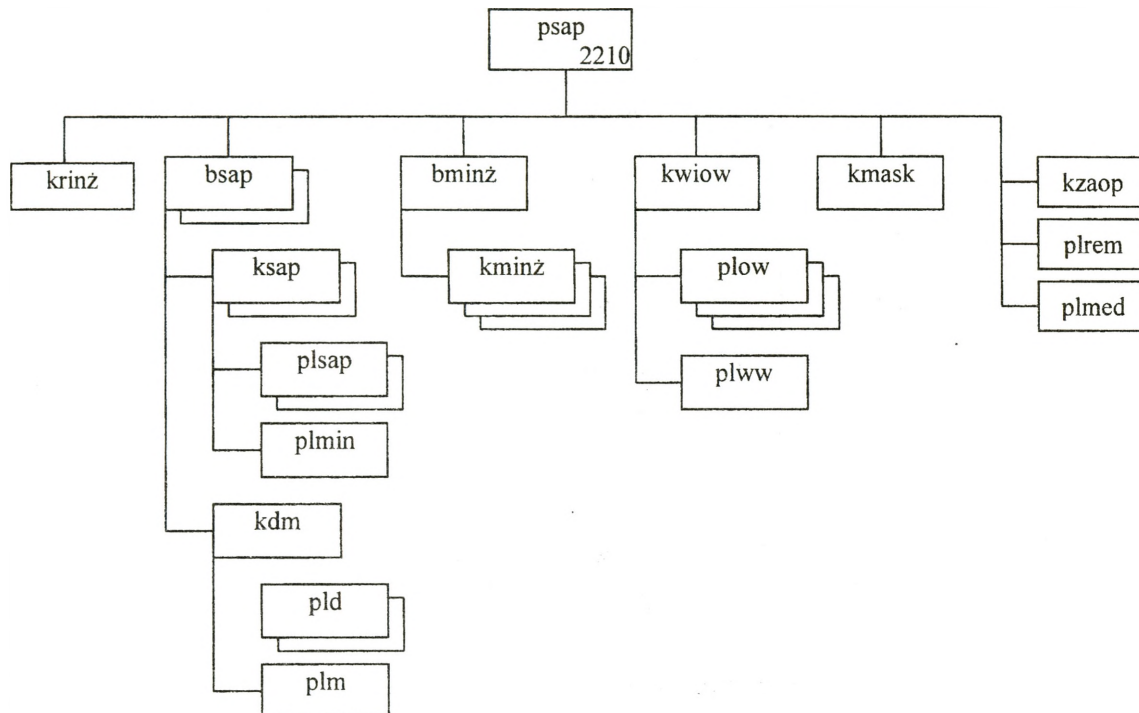 psap
2210
krinż
bsap
bminż
kwiow
kmask
kzaop
ksap
kminż
plow
plrem
plmed
plsap
plww
plmin
kdm
pld
plm